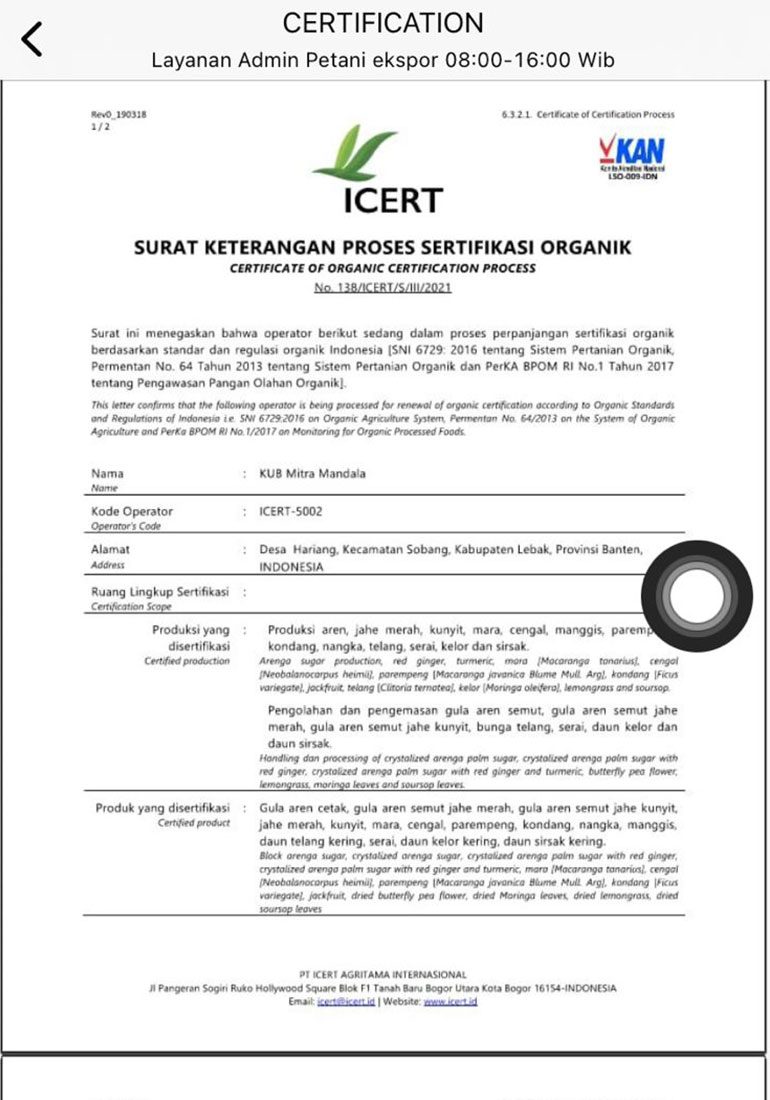 CERTIFICATION
Layanan Admin Petani ekspor 08:00-16:00 Wib
Rev0_190318
6.3.2.1. Certificate of Certification Process
1 / 2
KAN
Komite Akreditasi Nasional
LSO-009-IDN
ICERT
SURAT KETERANGAN PROSES SERTIFIKASI ORGANIK
CERTIFICATE OF ORGANIC CERTIFICATION PROCESS
No. 138/ICERT/S/III/2021
Surat ini menegaskan bahwa operator berikut sedang dalam proses perpanjangan sertifikasi organik
berdasarkan standar dan regulasi organik Indonesia [SNI 6729: 2016 tentang Sistem Pertanian Organik,
Permentan No. 64 Tahun 2013 tentang Sistem Pertanian Organik dan PerKA BPOM RI No.1 Tahun 2017
tentang Pengawasan Pangan Olahan Organik].
This letter confirms that the following operator is being processed for renewal of organic certification according to Organic Standards
and Regulations of Indonesia i.e. SNI 6729:2016 on Organic Agriculture System, Permentan No. 64/2013 on the System of Organic
Agriculture and PerKa BPOM RI No.1/2017 on Monitoring for Organic Processed Foods.
Nama : KUB Mitra Mandala
Name
Kode Operator : ICERT-5002
Operator's Code
Alamat : Desa Hariang, Kecamatan Sobang, Kabupaten Lebak, Provinsi Banten,
Address INDONESIA
Ruang Lingkup Sertifikasi :
Certification Scope
Produksi yang : Produksi aren, jahe merah, kunyit, mara, cengal, manggis, paremp
disertifikasi kondang, nangka, telang, serai, kelor dan sirsak.
Certified production Arenga sugar production, red ginger, turmeric, mara [Macaranga tanarius], cengal
[Neobalanocarpus heimii], parempeng [Macaranga javanica Blume Mull. Arg], kondang [Ficus
variegate], jackfruit, telang [Clitoria ternatea], kelor [Moringa oleifera], lemongrass and soursop.
Pengolahan dan pengemasan gula aren semut, gula aren semut jahe
merah, gula aren semut jahe kunyit, bunga telang, serai, daun kelor dan
daun sirsak.
Handling dan processing of crystalized arenga palm sugar, crystalized arenga palm sugar with
red ginger, crystalized arenga palm sugar with red ginger and turmeric, butterfly pea flower,
lemongrass, moringa leaves and soursop leaves.
Produk yang disertifikasi : Gula aren cetak, gula aren semut jahe merah, gula aren semut jahe kunyit,
Certified product jahe merah, kunyit, mara, cengal, parempeng, kondang, nangka, manggis,
daun telang kering, serai, daun kelor kering, daun sirsak kering.
Block arenga sugar, crystalized arenga sugar, crystalized arenga palm sugar with red ginger,
crystalized arenga palm sugar with red ginger and turmeric, mara [Macaranga tanarius], cengal
[Neobalanocarpus heimii], parempeng [Macaranga javanica Blume Mull. Arg], kondang [Ficus
variegate], jackfruit, dried butterfly pea flower, dried Moringa leaves, dried lemongrass, dried
soursop leaves
PT ICERT AGRITAMA INTERNASIONAL
Jl Pangeran Sogiri Ruko Hollywood Square Blok F1 Tanah Baru Bogor Utara Kota Bogor 16154-INDONESIA
Email: icert@icert.id | Website: www.icert.id